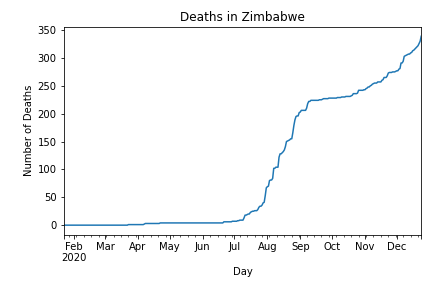 Deaths in Zimbabwe
Number of Deaths
350
300
250
200
150
100
50
0
Feb Mar Apr May Jun Jul Aug Sep Oct Nov Dec
2020
Day